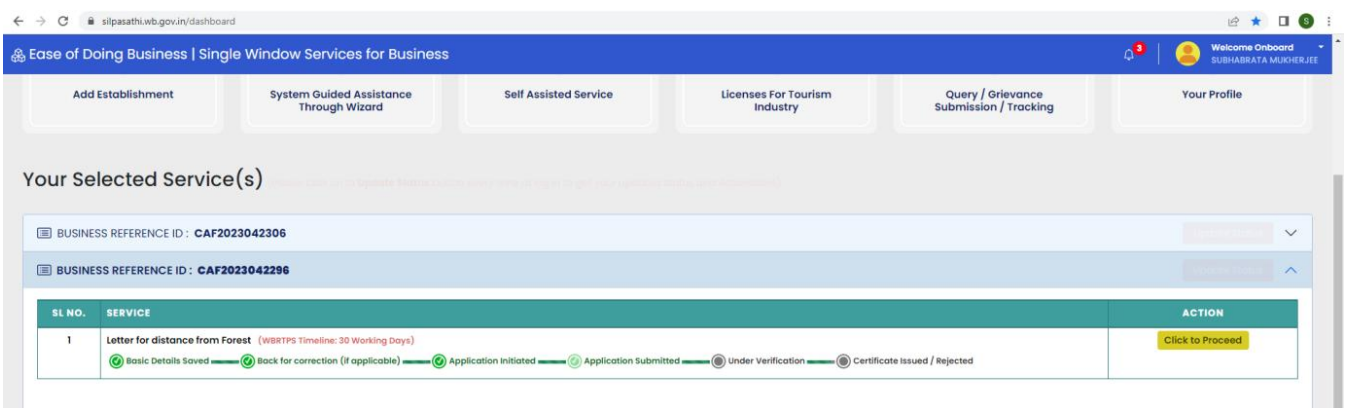 silpasathi.wb.gov.in/dashboard
S
Ease of Doing Business | Single Window Services for Business
3
Welcome Onboard
SUBHABRATA MUKHERJEE
Add Establishment
System Guided Assistance
Through Wizard
Self Assisted Service
Licenses For Tourism
Industry
Query / Grievance
Submission / Tracking
Your Profile
Your Selected Service(s)
BUSINESS REFERENCE ID : CAF2023042306
Update Status
BUSINESS REFERENCE ID : CAF2023042296
Update Status
SL NO. SERVICE ACTION
1 Letter for distance from Forest (WBRTPS Timeline: 30 Working Days) Click to Proceed
Basic Details Saved Back for correction (if applicable) Application Initiated Application Submitted Under Verification Certificate Issued / Rejected